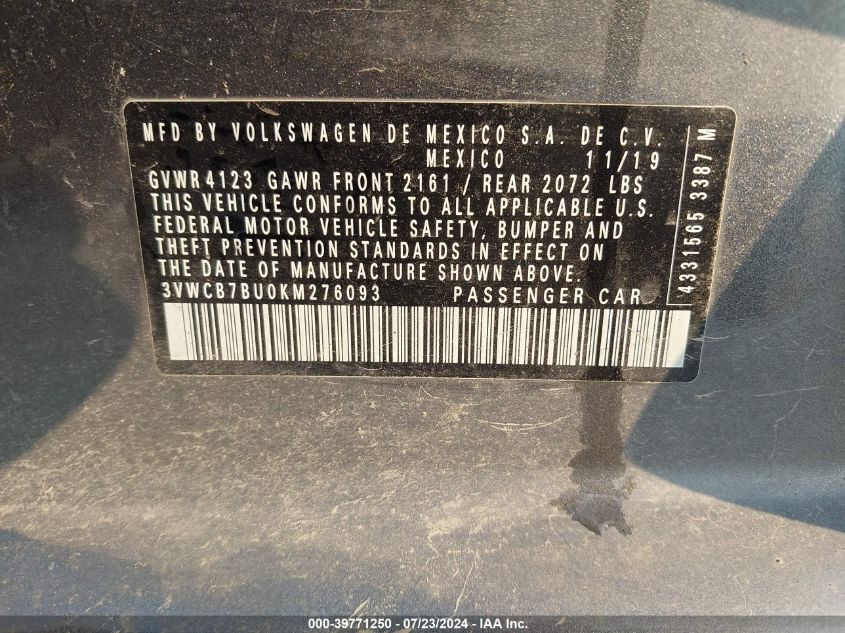 MFD BY VOLKSWAGEN DE MEXICO S.A. DE C.V.
MEXICO 11/19
GVWR 4123 GAWR FRONT 2161 / REAR 2072 LBS
THIS VEHICLE CONFORMS TO ALL APPLICABLE U.S.
FEDERAL MOTOR VEHICLE SAFETY, BUMPER AND
THEFT PREVENTION STANDARDS IN EFFECT ON
THE DATE OF MANUFACTURE SHOWN ABOVE.
3VWCB7BU0KM276093 PASSENGER CAR
4331565 3387 M
000-39771250 / 07/23/2024 - IAA Inc.